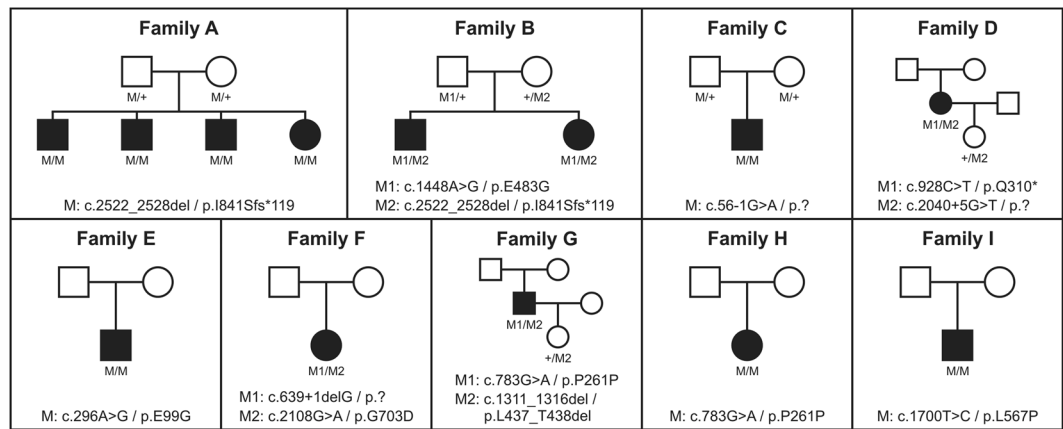 Family A
M/+ M/+
M/M M/M M/M M/M
M: c.2522_2528del / p.I841Sfs*119
Family B
M1/+ +/M2
M1/M2 M1/M2
M1: c.1448A>G / p.E483G
M2: c.2522_2528del / p.I841Sfs*119
Family C
M/+ M/+
M/M
M: c.56-1G>A / p.?
Family D
M1/M2
+/M2
M1: c.928C>T / p.Q310*
M2: c.2040+5G>T / p.?
Family E
M/M
M: c.296A>G / p.E99G
Family F
M1/M2
M1: c.639+1delG / p.?
M2: c.2108G>A / p.G703D
Family G
M1/M2
+/M2
M1: c.783G>A / p.P261P
M2: c.1311_1316del /
p.L437_T438del
Family H
M/M
M: c.783G>A / p.P261P
Family I
M/M
M: c.1700T>C / p.L567P